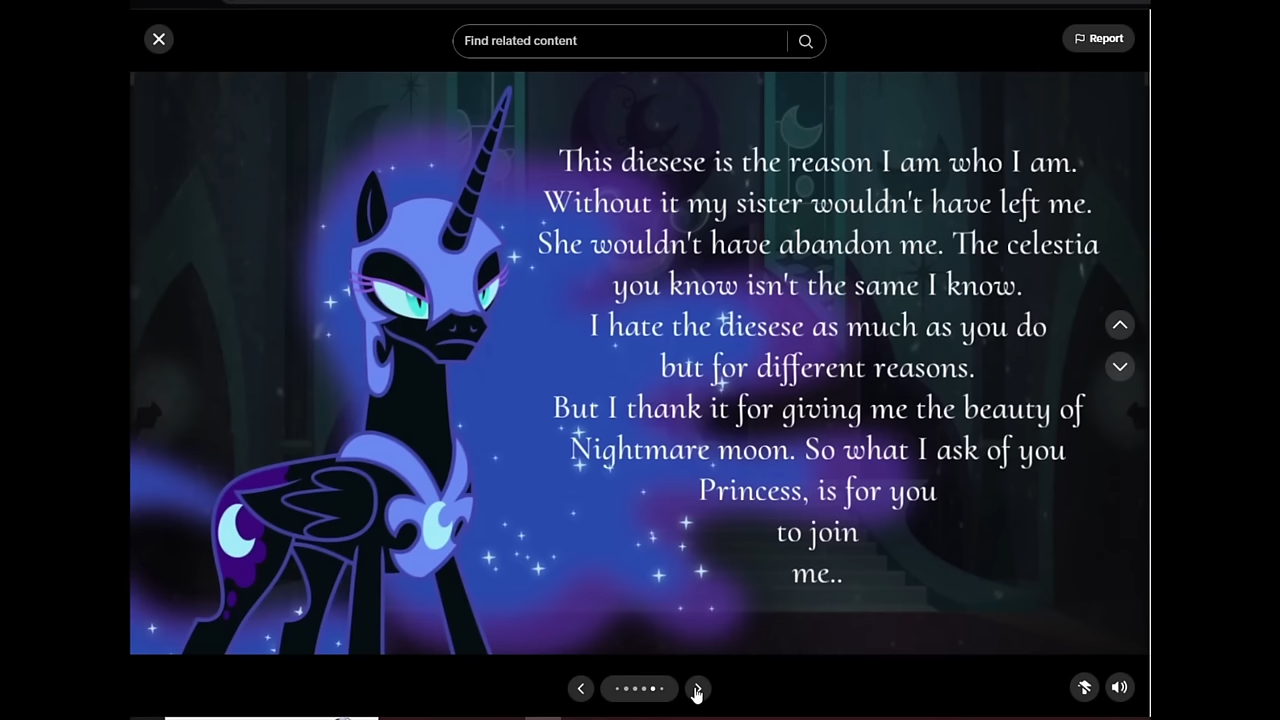 Find related content
Report
This diesese is the reason I am who I am.
Without it my sister wouldn't have left me.
She wouldn't have abandon me. The celestia
you know isn't the same I know.
I hate the diesese as much as you do
but for different reasons.
But I thank it for giving me the beauty of
Nightmare moon. So what I ask of you
Princess, is for you
to join
me..